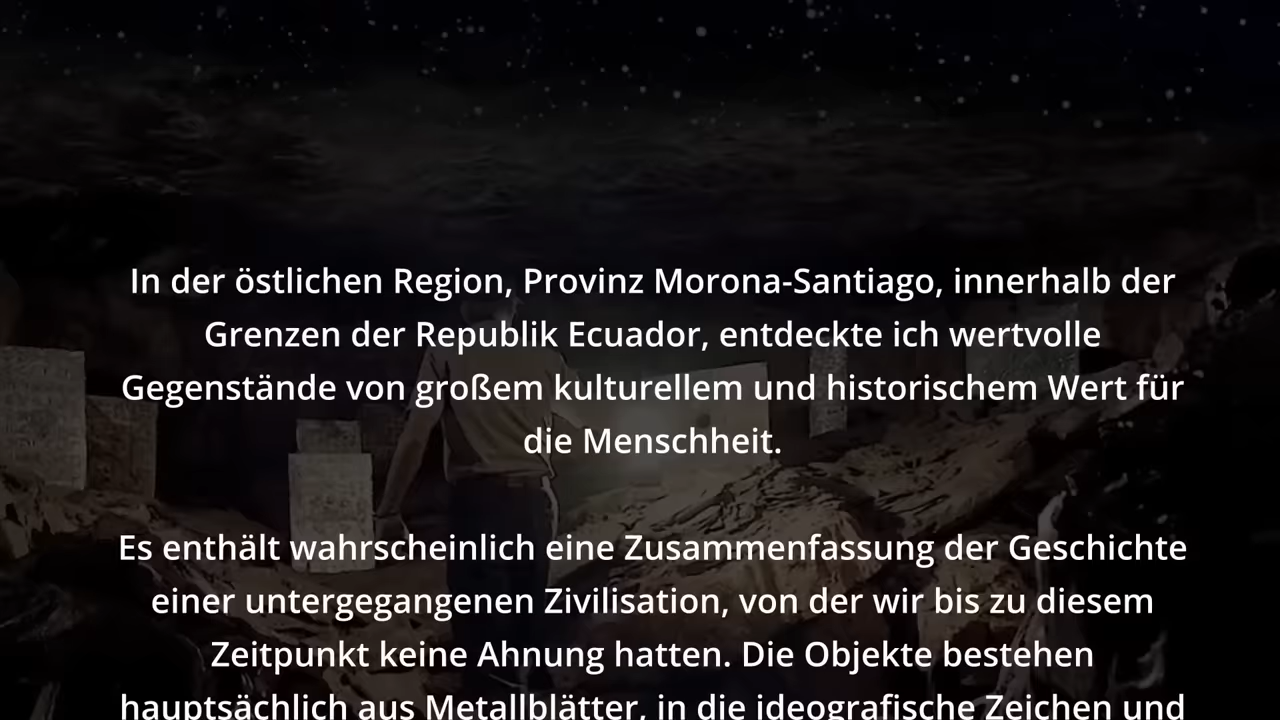 In der östlichen Region, Provinz Morona-Santiago, innerhalb der
Grenzen der Republik Ecuador, entdeckte ich wertvolle
Gegenstände von großem kulturellem und historischem Wert für
die Menschheit.
Es enthält wahrscheinlich eine Zusammenfassung der Geschichte
einer untergegangenen Zivilisation, von der wir bis zu diesem
Zeitpunkt keine Ahnung hatten. Die Objekte bestehen
hauptsächlich aus Metallblätter, in die ideografische Zeichen und